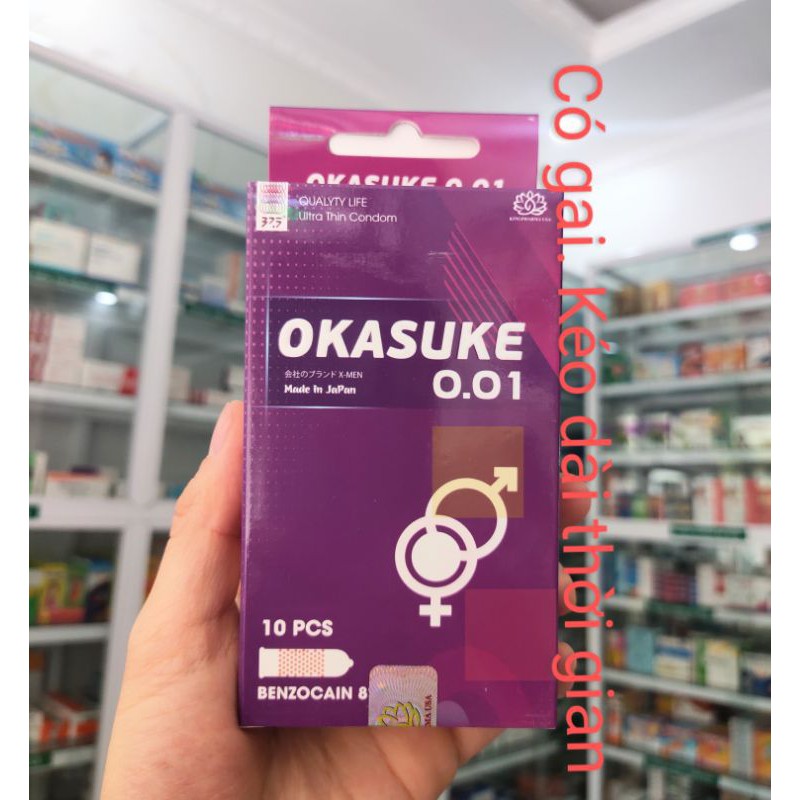 OKASUKE 0.01
QUALYTY LIFE
Ultra Thin Condom
OKASUKE
0.01
会社のブランド X-MEN
Made In JaPan
10 PCS
BENZOCAIN 8
Có gai. Kéo dài thời gian